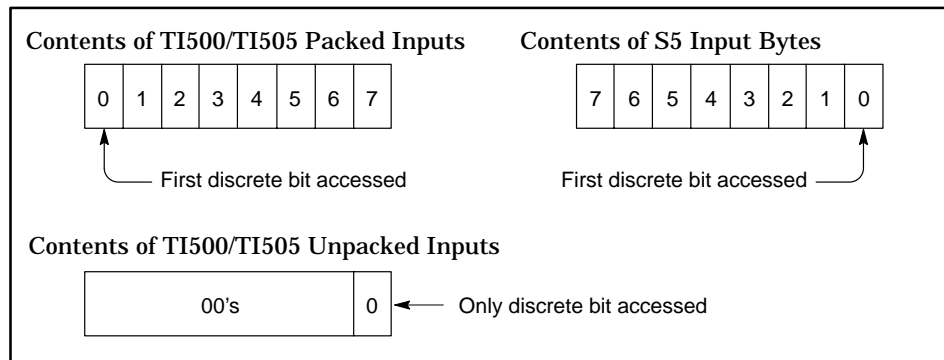 Contents of TI500/TI505 Packed Inputs
0 1 2 3 4 5 6 7
First discrete bit accessed
Contents of S5 Input Bytes
7 6 5 4 3 2 1 0
First discrete bit accessed
Contents of TI500/TI505 Unpacked Inputs
00's 0
Only discrete bit accessed